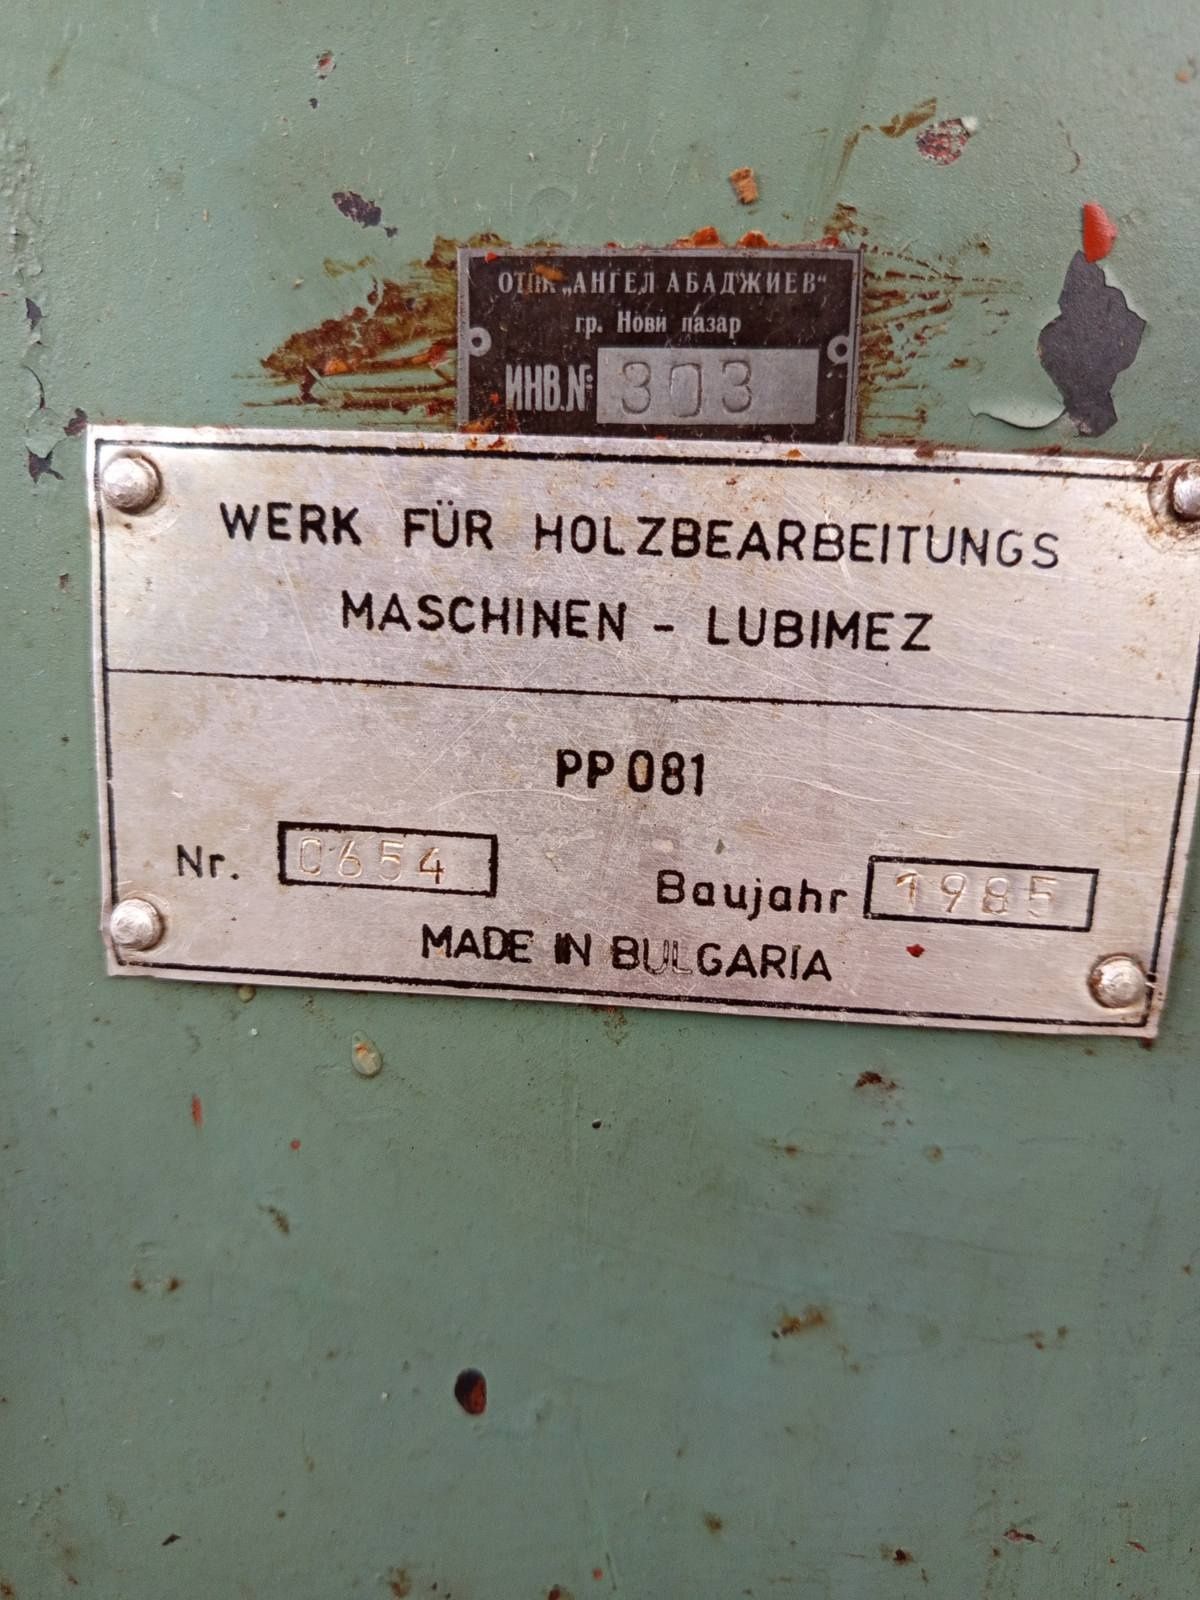 ОТПК „АНГЕЛ АБАДЖИЕВ“
гр. Нови пазар
ИНВ.№ 303
WERK FÜR HOLZBEARBEITUNGS
MASCHINEN - LUBIMEZ
PP 081
Nr. 0654
Baujahr 1985
MADE IN BULGARIA